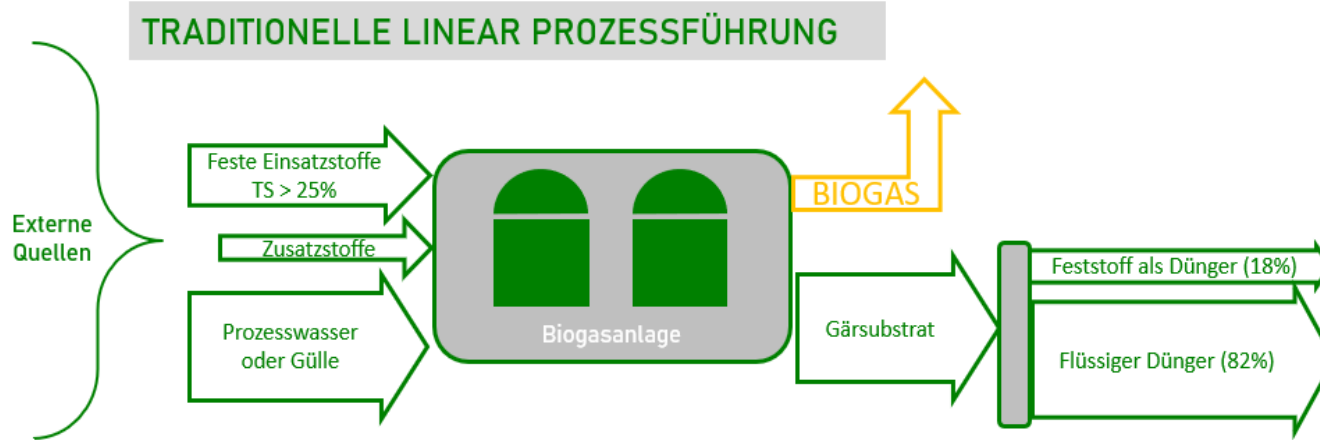 TRADITIONELLE LINEAR PROZESSFÜHRUNG
Externe
Quellen
Feste Einsatzstoffe
TS > 25%
Zusatzstoffe
Prozesswasser
oder Gülle
Biogasanlage
BIOGAS
Gärsubstrat
Feststoff als Dünger (18%)
Flüssiger Dünger (82%)